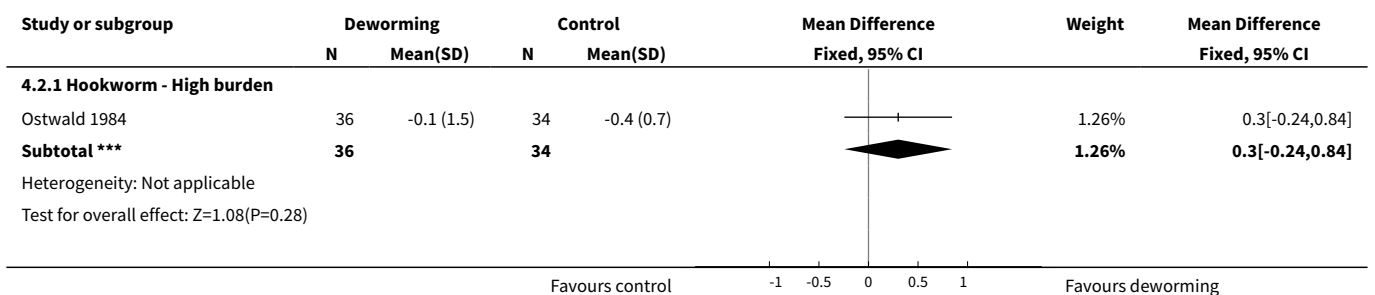 Study or subgroup Deworming Control Mean Difference Weight Mean Difference
N Mean(SD) N Mean(SD) Fixed, 95% CI Fixed, 95% CI
4.2.1 Hookworm - High burden
Ostwald 1984 36 -0.1 (1.5) 34 -0.4 (0.7) 1.26% 0.3[-0.24,0.84]
Subtotal *** 36 34 1.26% 0.3[-0.24,0.84]
Heterogeneity: Not applicable
Test for overall effect: Z=1.08(P=0.28)
Favours control -1 -0.5 0 0.5 1 Favours deworming